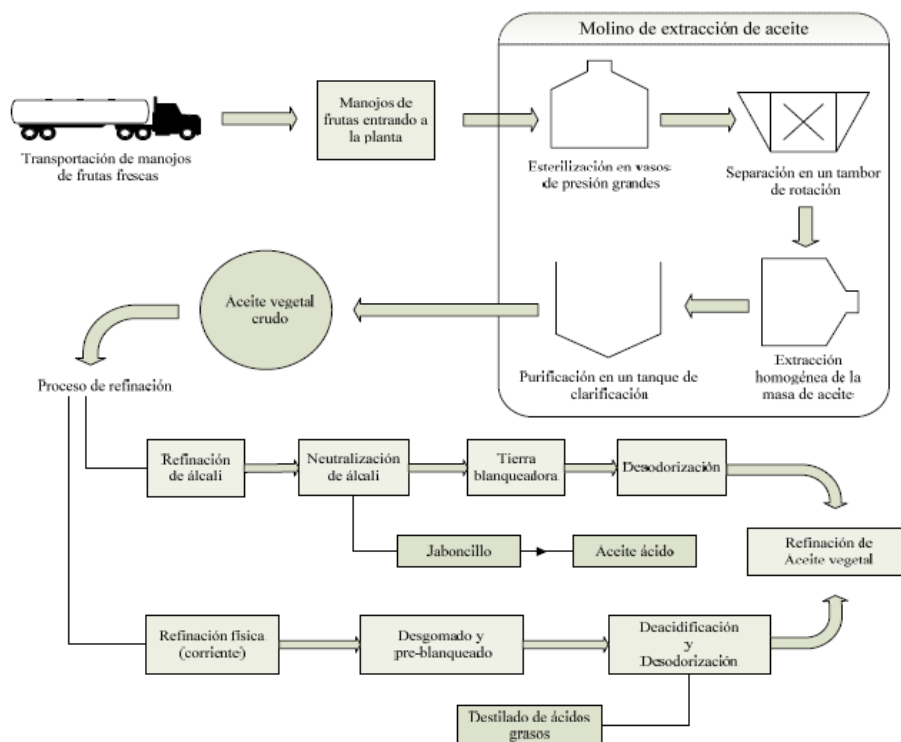 Molino de extracción de aceite
Transportación de manojos
de frutas frescas
Manojos de
frutas entrando a
la planta
Esterilización en vasos
de presión grandes
Separación en un tambor
de rotación
Extracción
homogénea de la
masa de aceite
Purificación en un tanque de
clarificación
Aceite vegetal
crudo
Proceso de refinación
Refinación
de álcali
Neutralización
de álcali
Tierra
blanqueadora
Desodorización
Jaboncillo
Aceite ácido
Refinación de
Aceite vegetal
Refinación física
(corriente)
Desgomado y
pre-blanqueado
Deacidificación
y
Desodorización
Destilado de ácidos
grasos